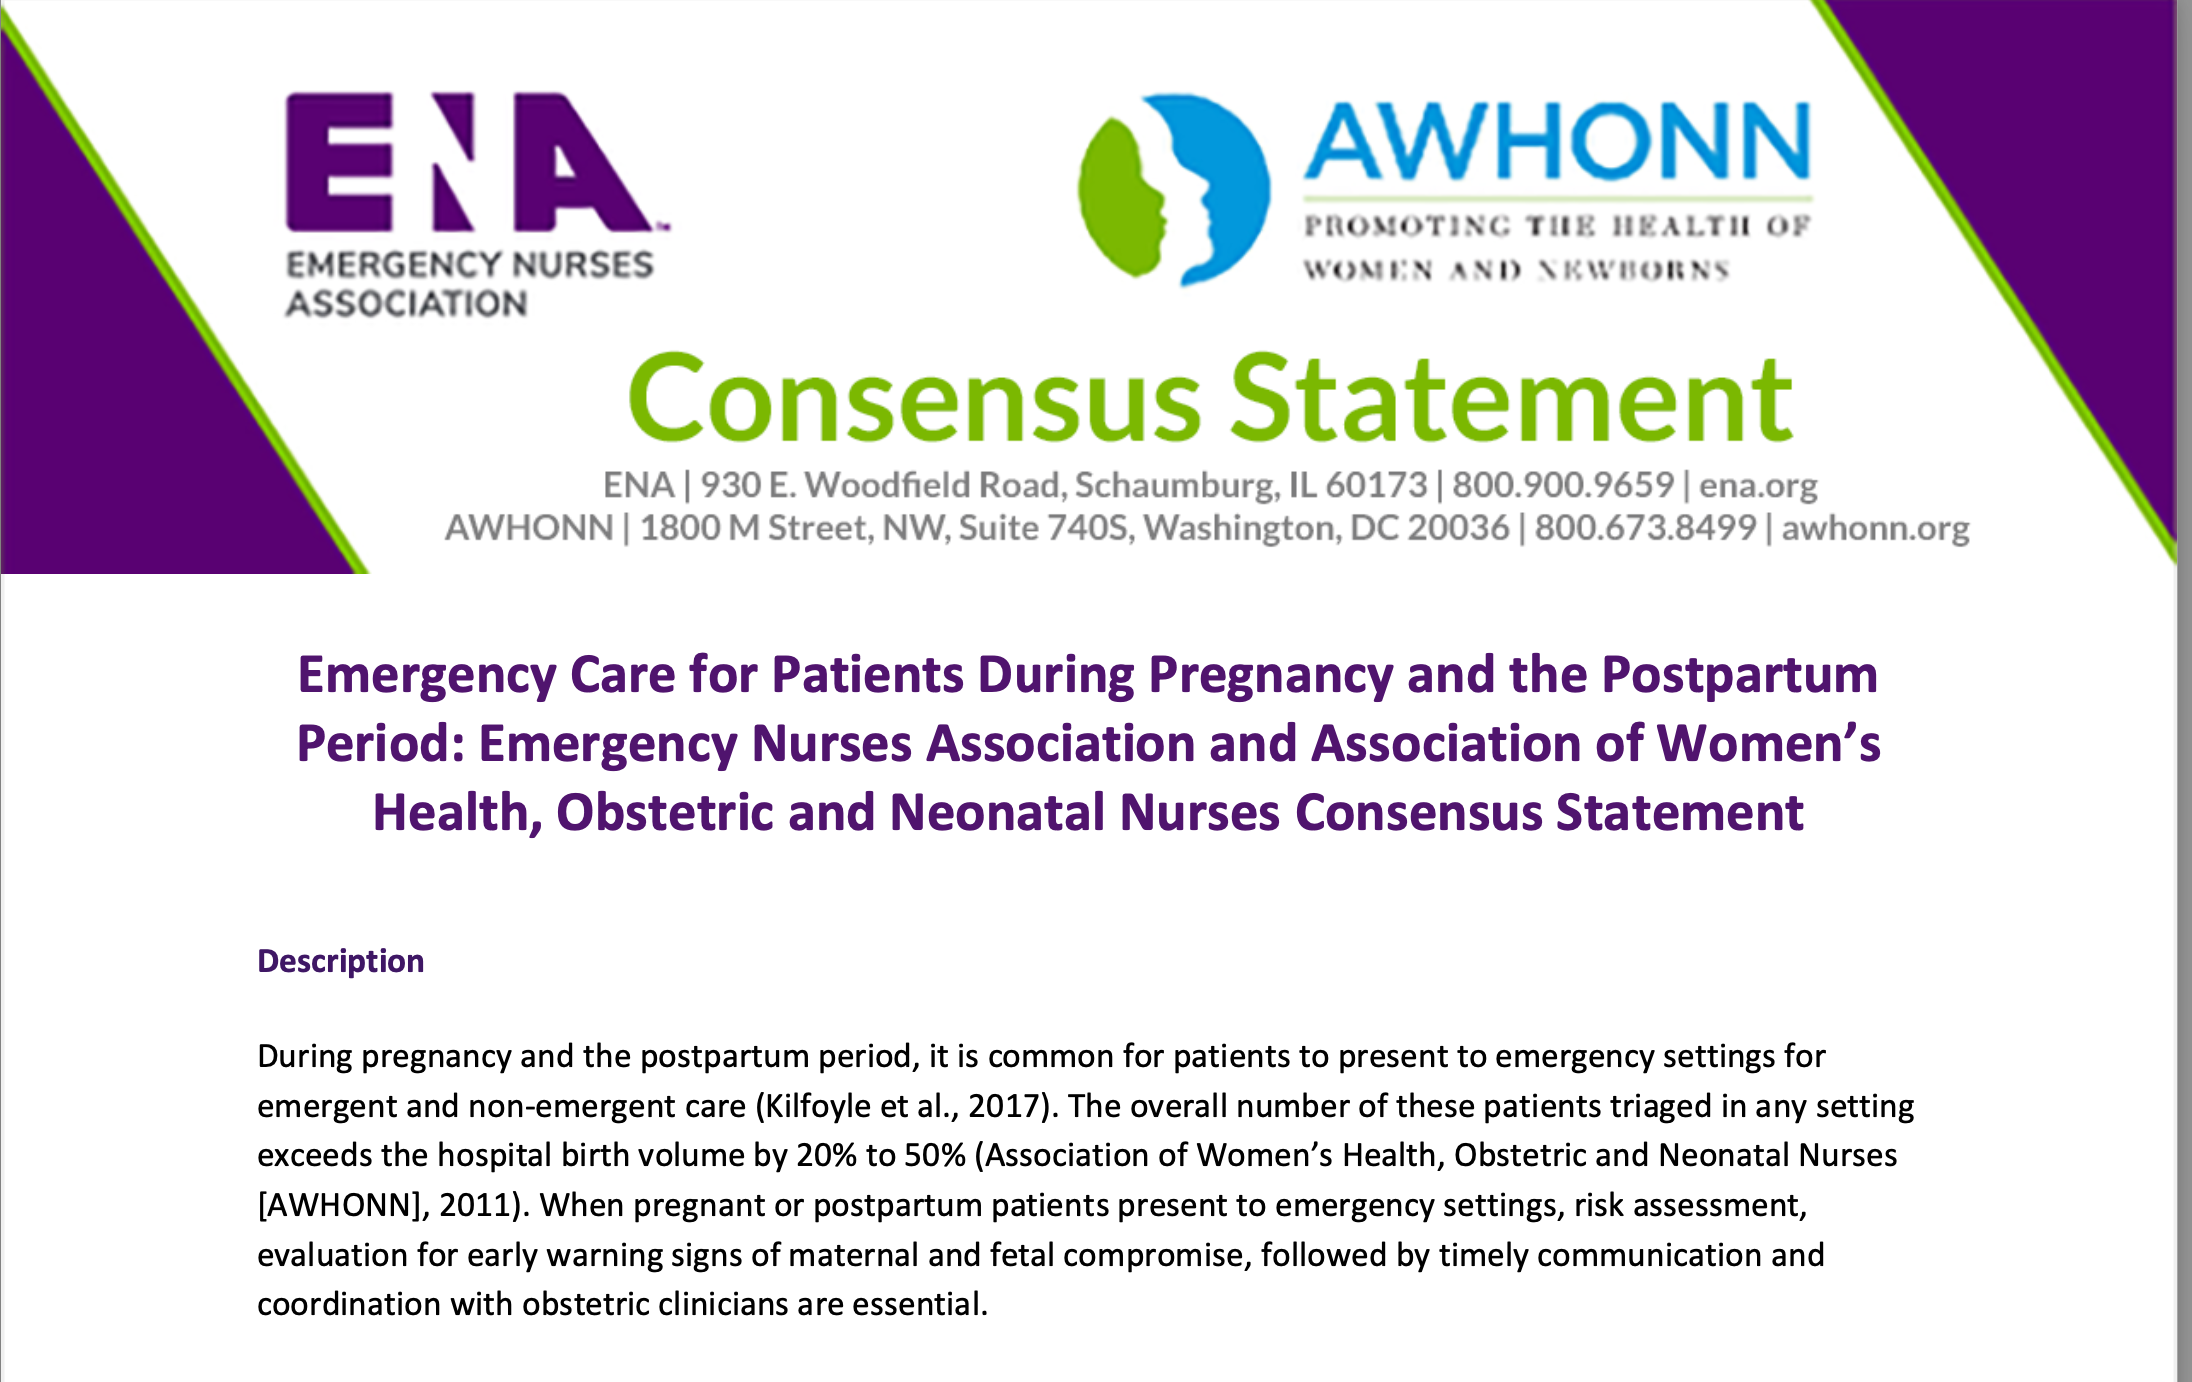 ENA™
EMERGENCY NURSES
ASSOCIATION
AWHONN
PROMOTING THE HEALTH OF
WOMEN AND NEWBORNS
Consensus Statement
ENA | 930 E. Woodfield Road, Schaumburg, IL 60173 | 800.900.9659 | ena.org
AWHONN | 1800 M Street, NW, Suite 740S, Washington, DC 20036 | 800.673.8499 | awhonn.org
Emergency Care for Patients During Pregnancy and the Postpartum
Period: Emergency Nurses Association and Association of Women’s
Health, Obstetric and Neonatal Nurses Consensus Statement
Description
During pregnancy and the postpartum period, it is common for patients to present to emergency settings for
emergent and non-emergent care (Kilfoyle et al., 2017). The overall number of these patients triaged in any setting
exceeds the hospital birth volume by 20% to 50% (Association of Women’s Health, Obstetric and Neonatal Nurses
[AWHONN], 2011). When pregnant or postpartum patients present to emergency settings, risk assessment,
evaluation for early warning signs of maternal and fetal compromise, followed by timely communication and
coordination with obstetric clinicians are essential.